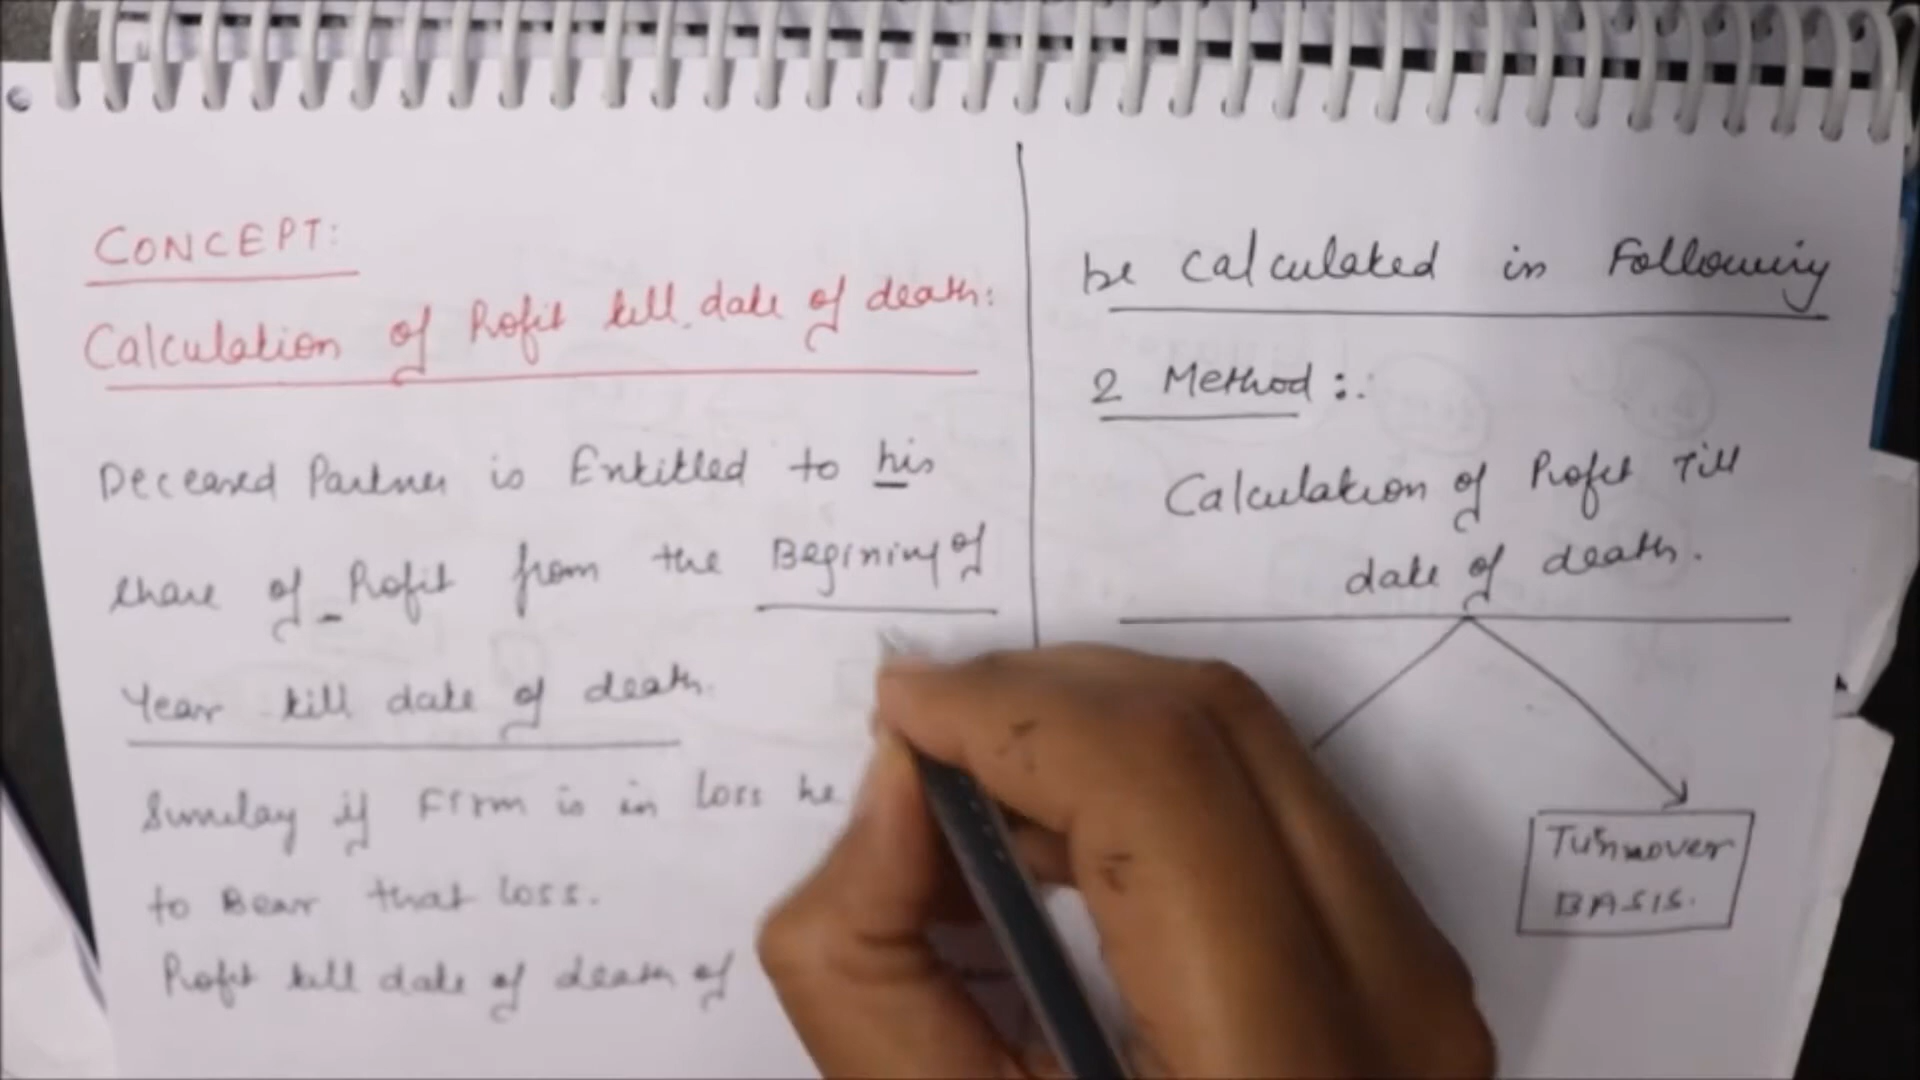 CONCEPT:
Calculation of Profit till date of death:
Deceased Partner is Entitled to his
share of Profit from the Begining of
Year till date of death.
Similay if Firm is in loss he
to Bear that loss.
Profit till date of death of
be Calculated in Following
2 Method :.
Calculation of Profit Till
date of death.
Turnover
BASIS.